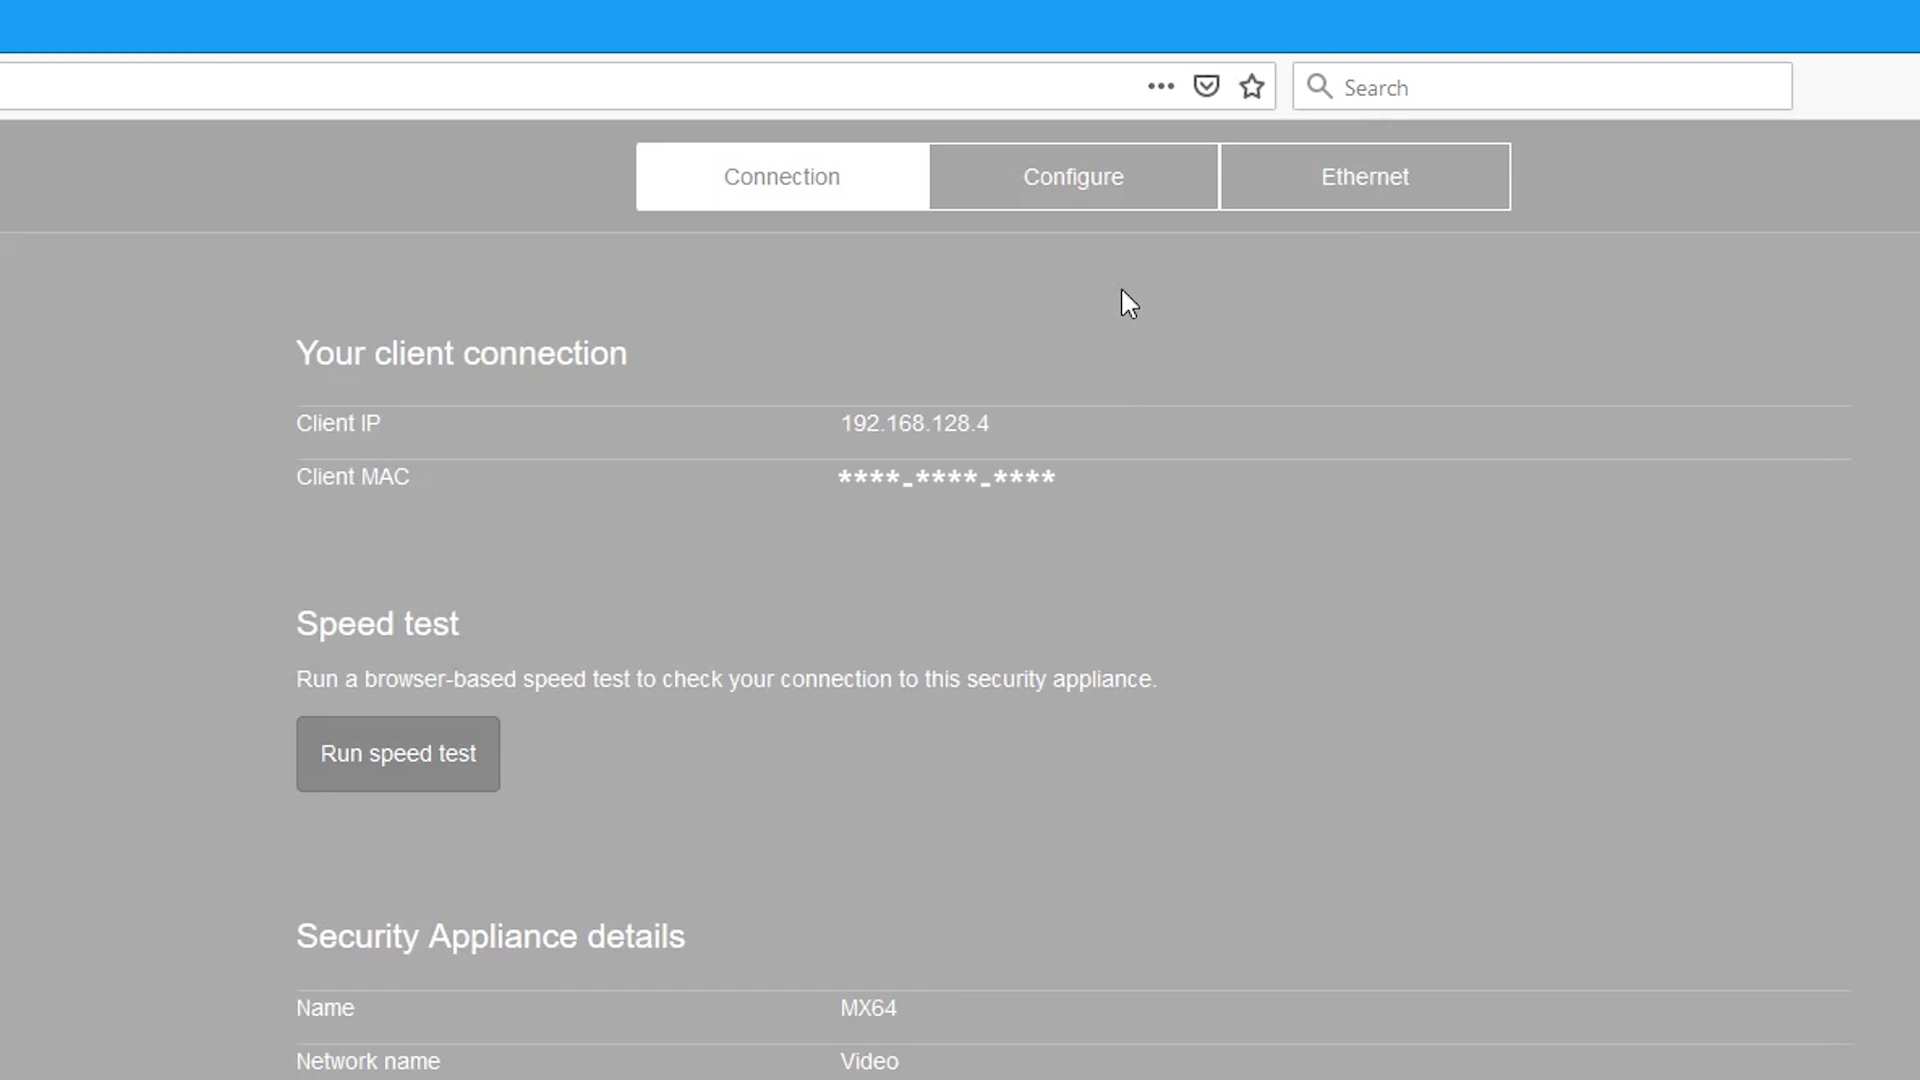 Search
Connection Configure Ethernet
Your client connection
Client IP 192.168.128.4
Client MAC ****-****-****
Speed test
Run a browser-based speed test to check your connection to this security appliance.
Run speed test
Security Appliance details
Name MX64
Network name Video